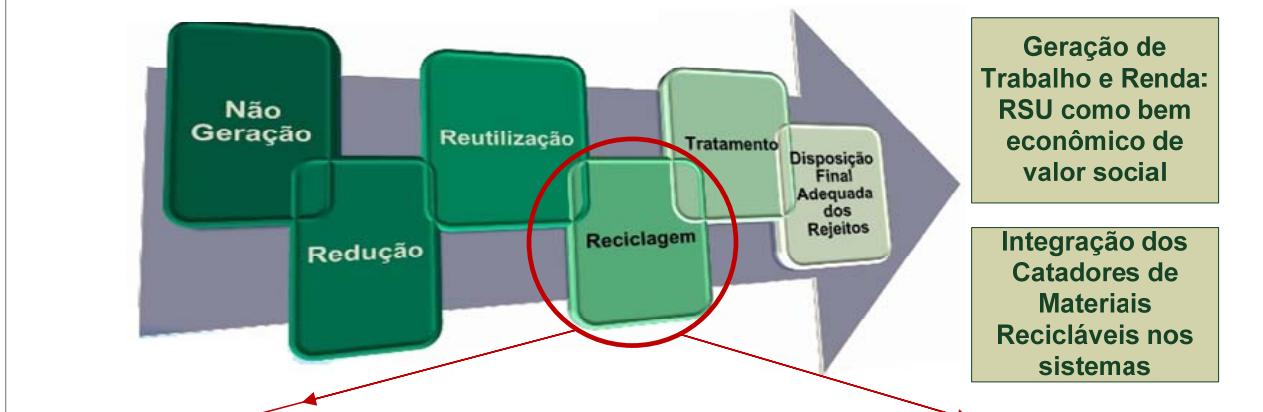 Não
Geração
Redução
Reutilização
Reciclagem
Tratamento
Disposição
Final
Adequada
dos
Rejeitos
Geração de
Trabalho e Renda:
RSU como bem
econômico de
valor social
Integração dos
Catadores de
Materiais
Recicláveis nos
sistemas